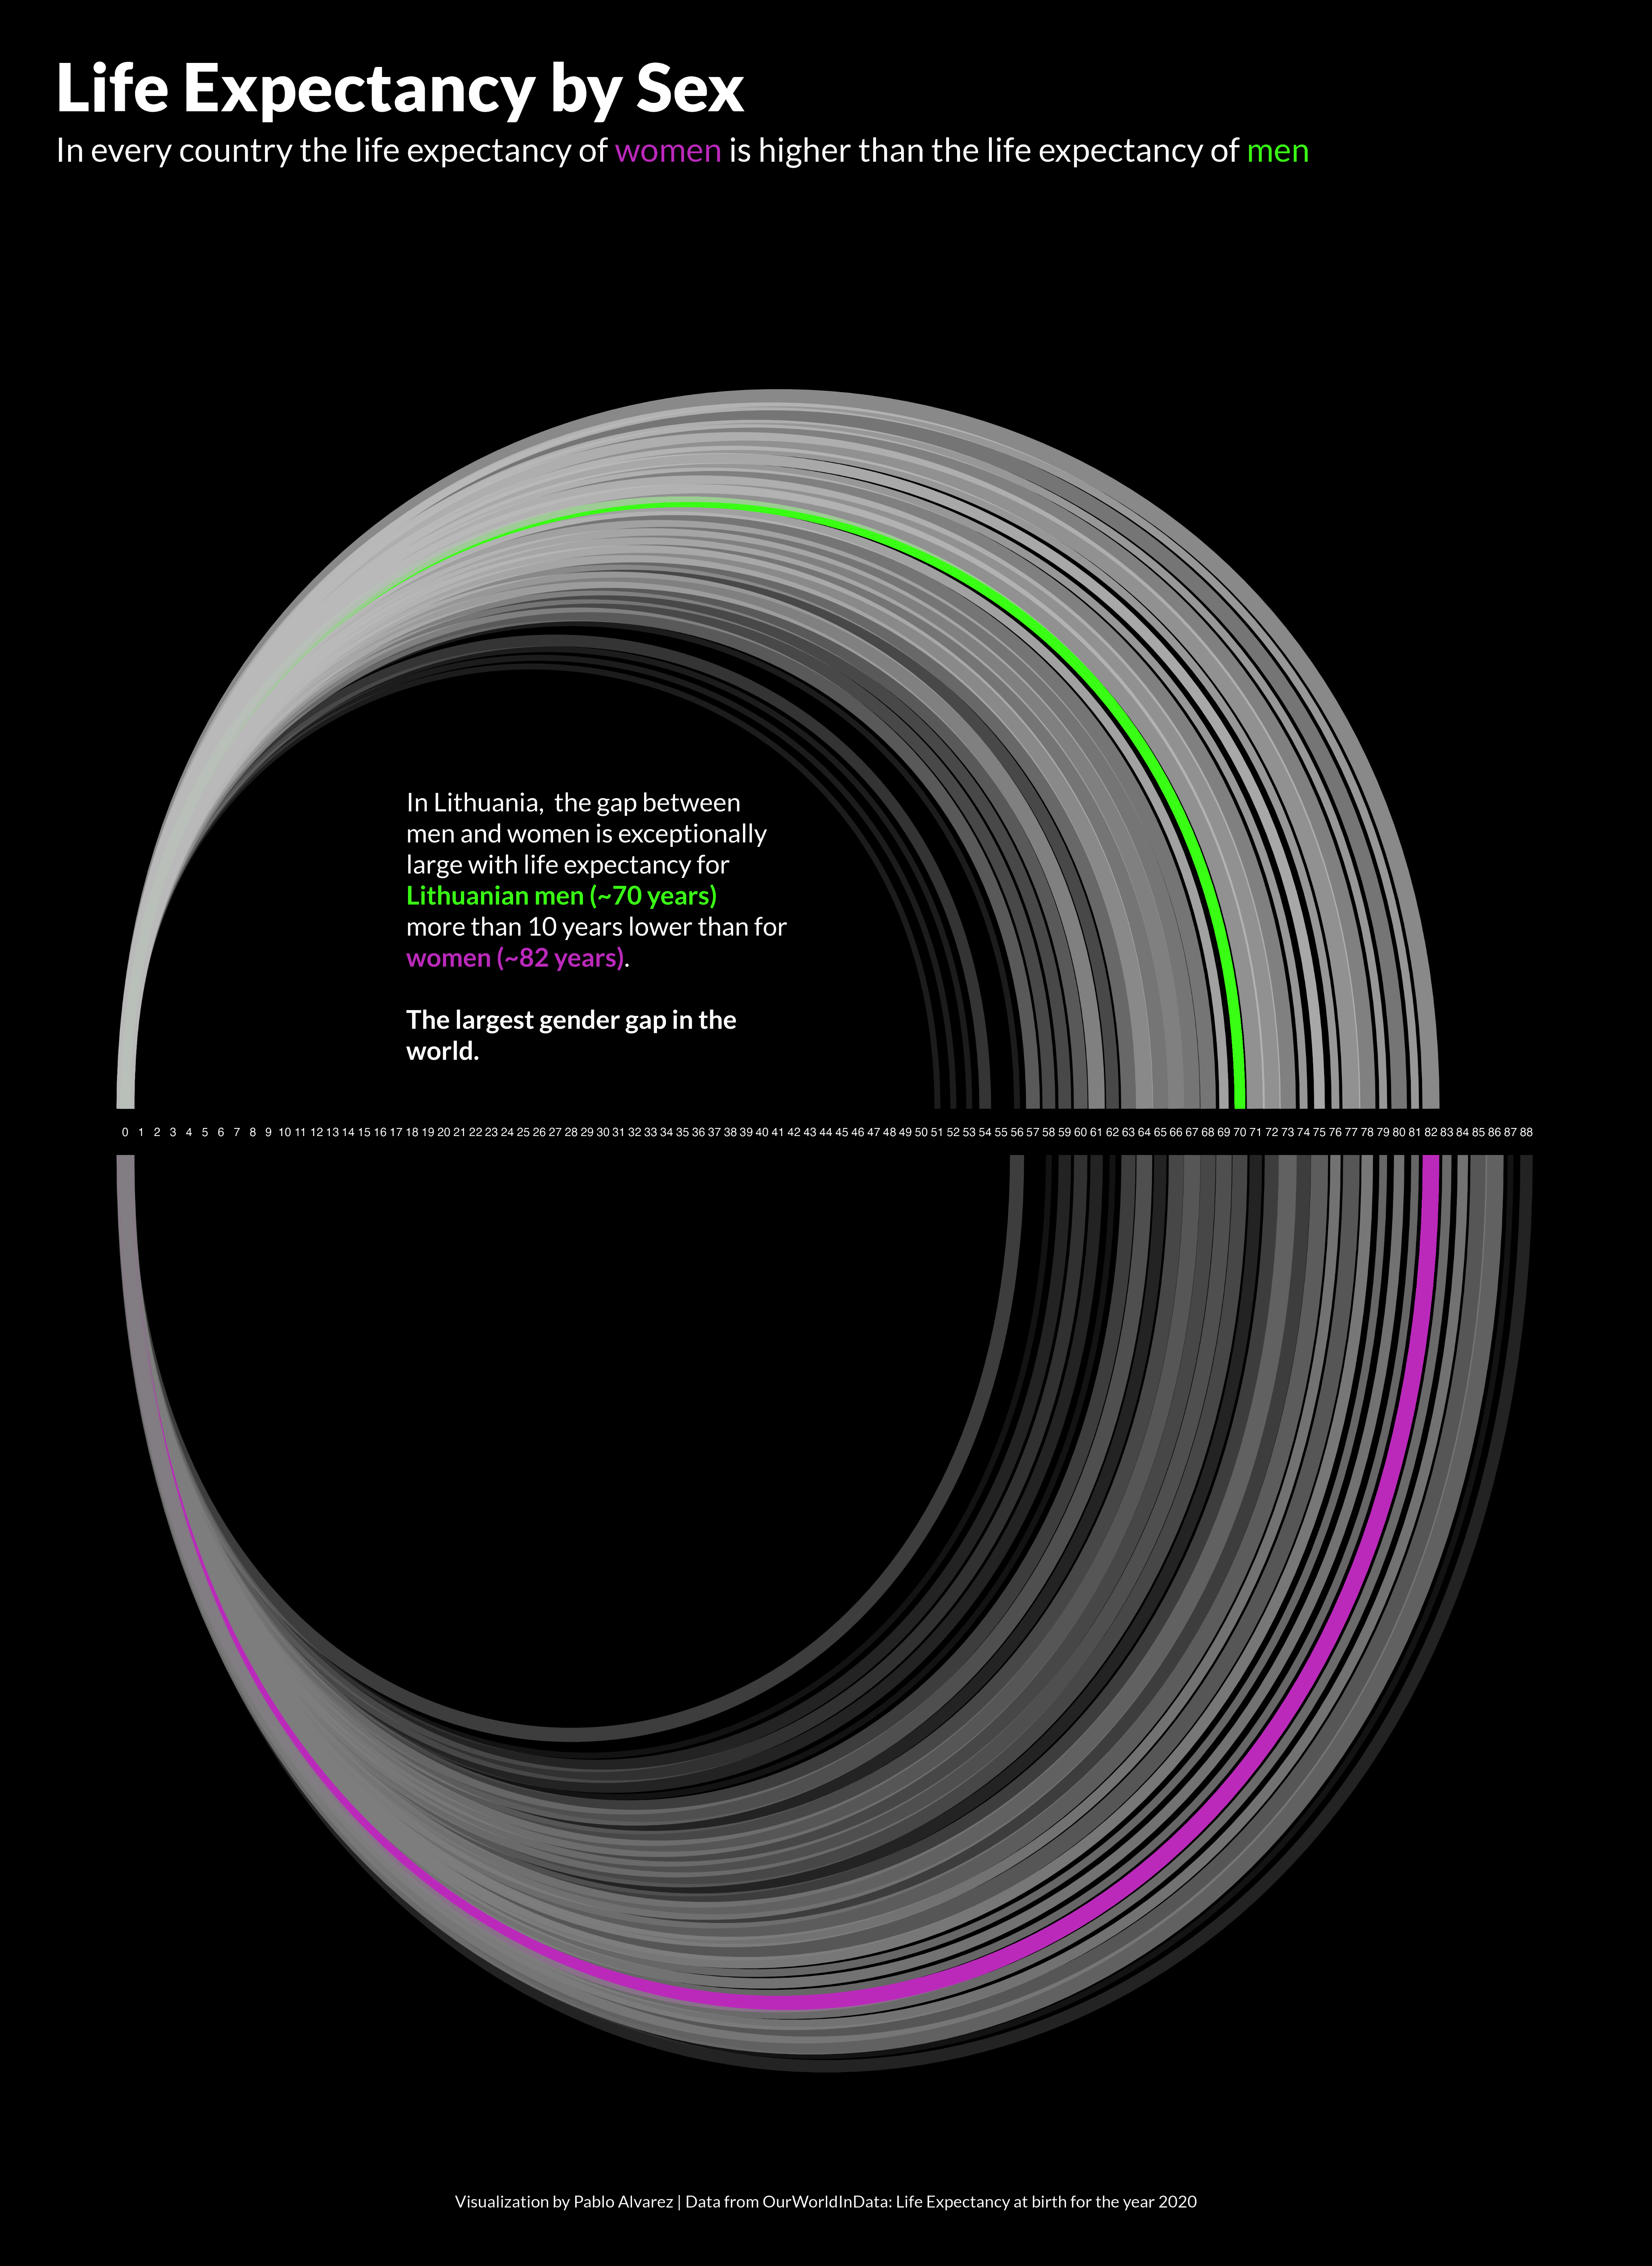 Life Expectancy by Sex
In every country the life expectancy of women is higher than the life expectancy of men
In Lithuania,  the gap between
men and women is exceptionally
large with life expectancy for
Lithuanian men (~70 years)
more than 10 years lower than for
women (~82 years).
The largest gender gap in the
world.
0 1 2 3 4 5 6 7 8 9 10 11 12 13 14 15 16 17 18 19 20 21 22 23 24 25 26 27 28 29 30 31 32 33 34 35 36 37 38 39 40 41 42 43 44 45 46 47 48 49 50 51 52 53 54 55 56 57 58 59 60 61 62 63 64 65 66 67 68 69 70 71 72 73 74 75 76 77 78 79 80 81 82 83 84 85 86 87 88
Visualization by Pablo Alvarez | Data from OurWorldInData: Life Expectancy at birth for the year 2020